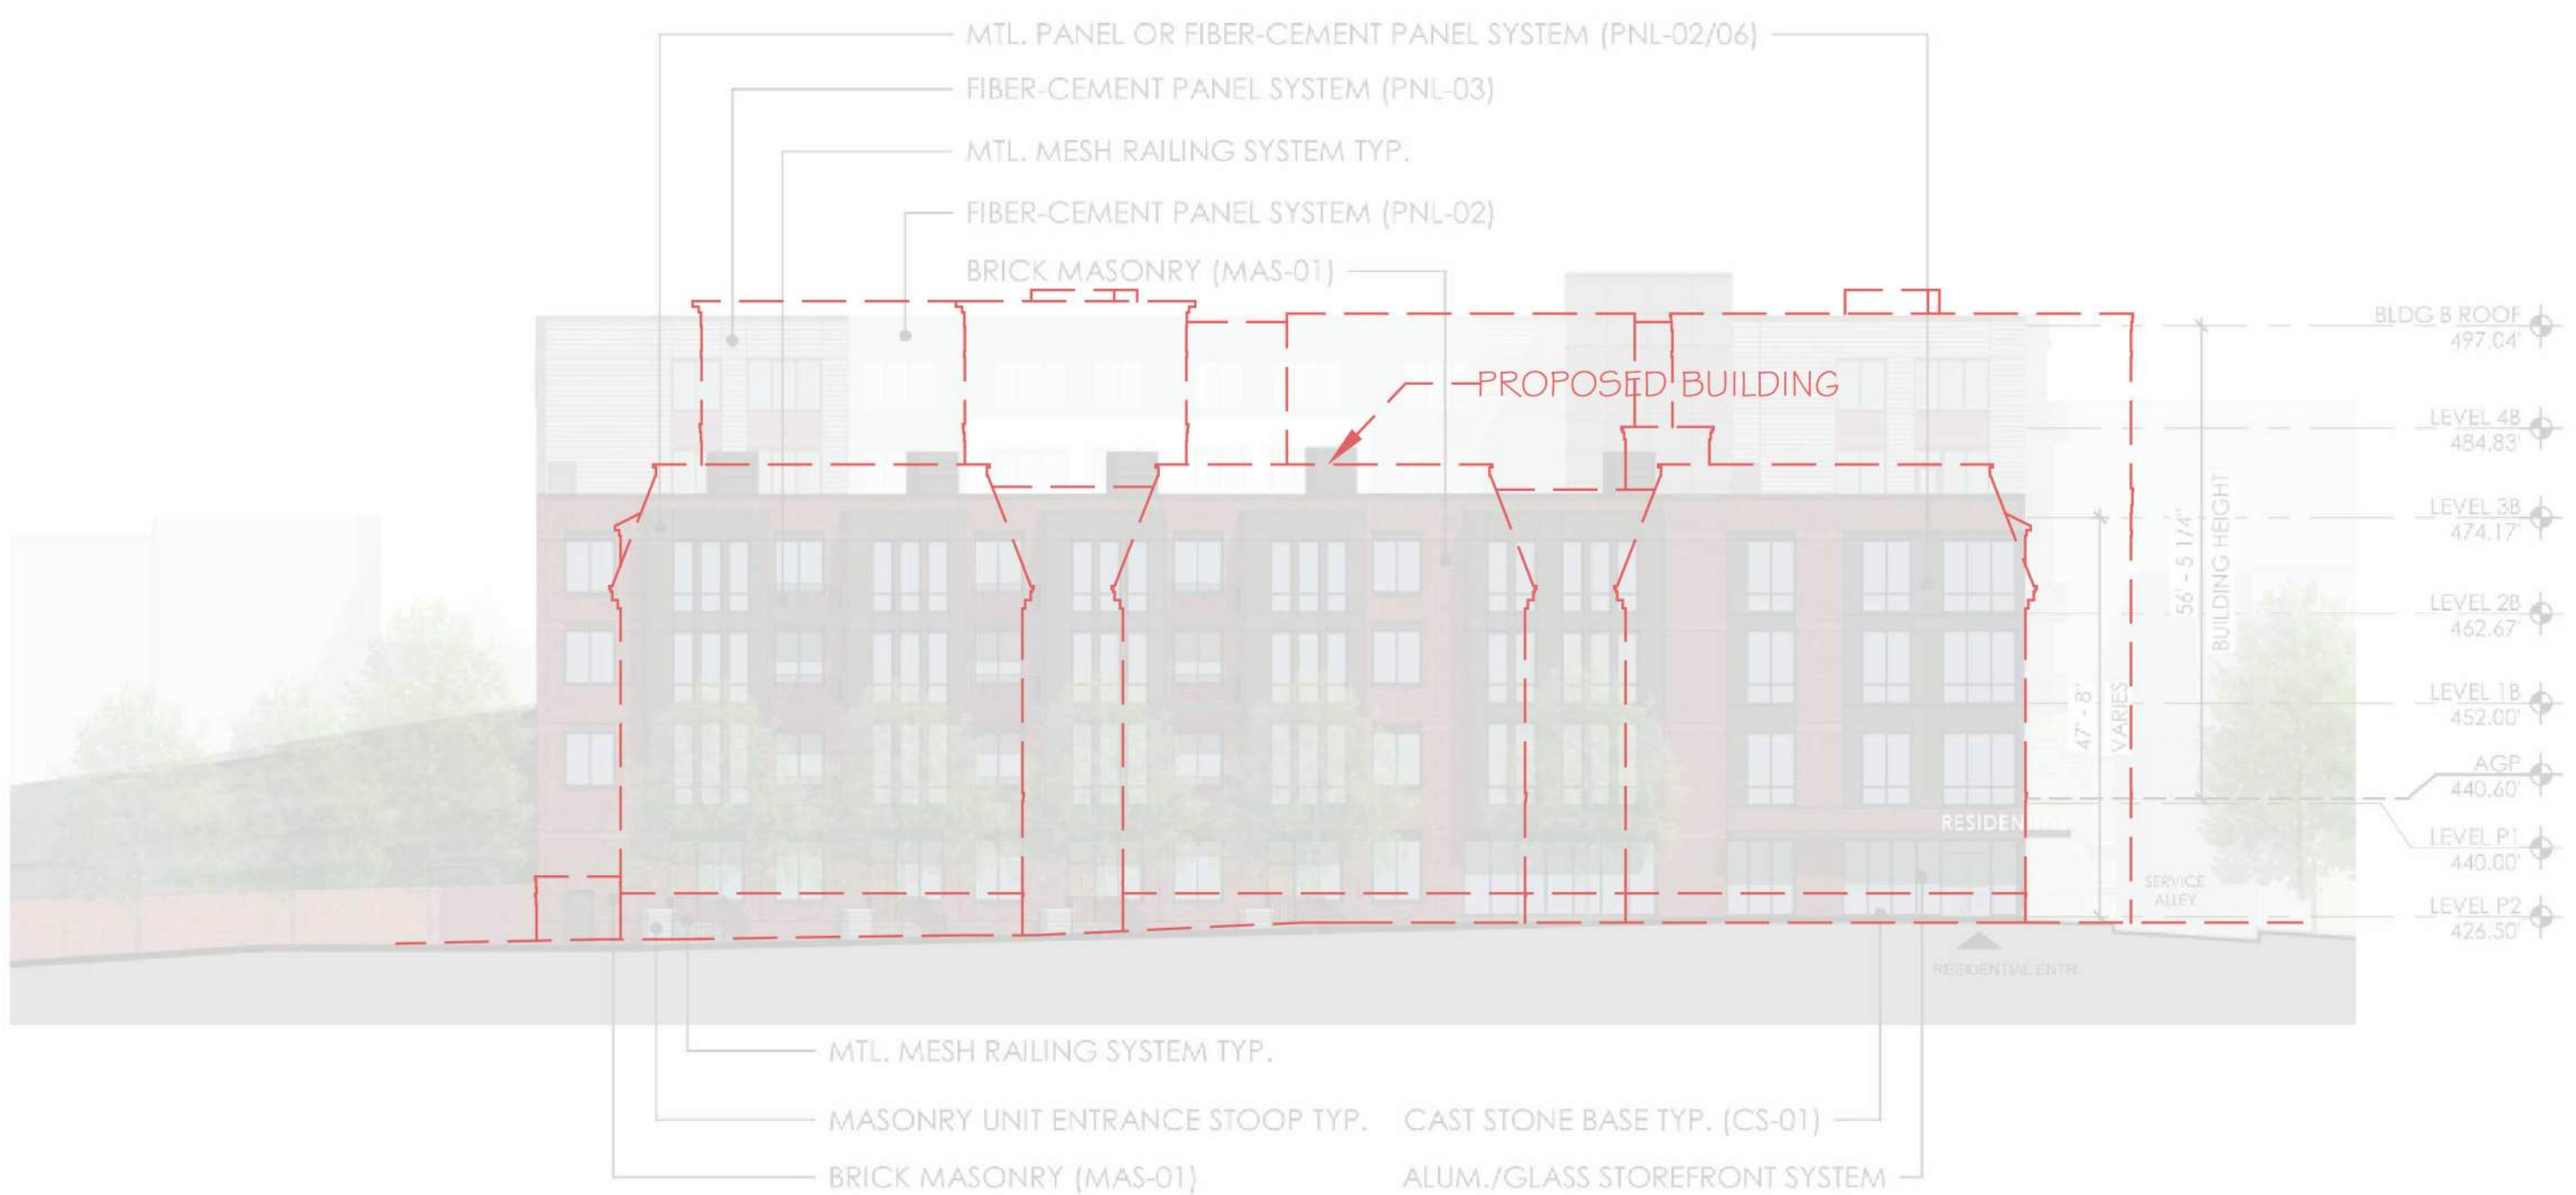 MTL. PANEL OR FIBER-CEMENT PANEL SYSTEM (PNL-02/06)
FIBER-CEMENT PANEL SYSTEM (PNL-03)
MTL. MESH RAILING SYSTEM TYP.
FIBER-CEMENT PANEL SYSTEM (PNL-02)
BRICK MASONRY (MAS-01)
PROPOSED BUILDING
BLDG B ROOF
497.04'
LEVEL 4B
484.83'
LEVEL 3B
474.17'
LEVEL 2B
462.67'
LEVEL 1B
452.00'
AGP
440.60'
LEVEL P1
440.00'
LEVEL P2
426.50'
56' - 5 1/4"
BUILDING HEIGHT
47' - 8"
VARIES
RESIDEN
SERVICE
ALLEY
RESIDENTIAL ENTR.
MTL. MESH RAILING SYSTEM TYP.
MASONRY UNIT ENTRANCE STOOP TYP.
BRICK MASONRY (MAS-01)
CAST STONE BASE TYP. (CS-01)
ALUM./GLASS STOREFRONT SYSTEM